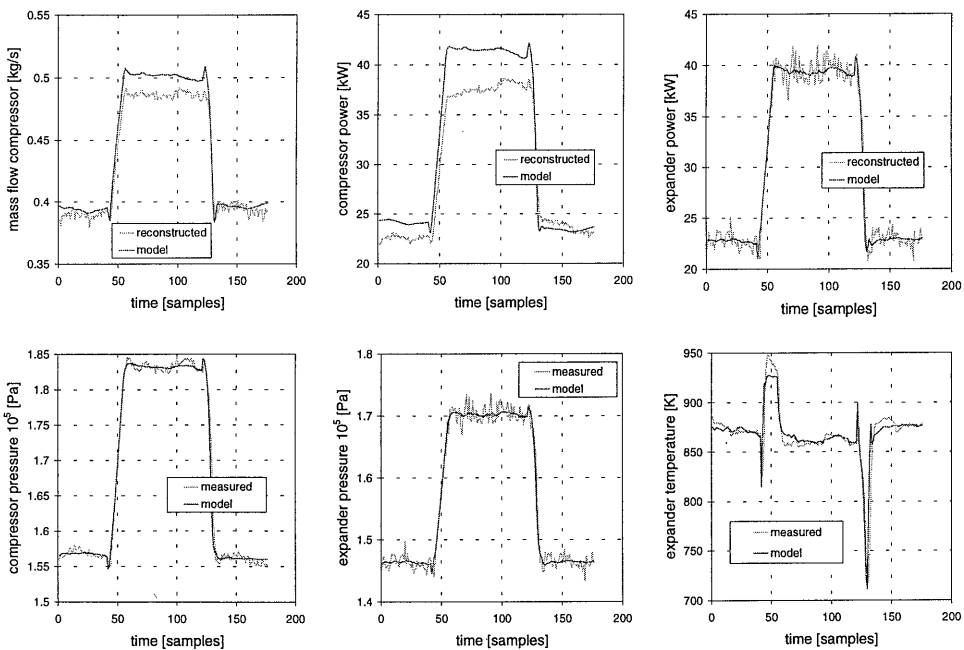 mass flow compressor [kg/s]
0.55
0.5
0.45
0.4
0.35
reconstructed
model
0 50 100 150 200
time [samples]
compressor power [kW]
45
40
35
30
25
20
reconstructed
model
0 50 100 150 200
time [samples]
expander power [kW]
45
40
35
30
25
20
reconstructed
model
0 50 100 150 200
time [samples]
compressor pressure 10⁵ [Pa]
1.85
1.8
1.75
1.7
1.65
1.6
1.55
1.5
measured
model
0 50 100 150 200
time [samples]
expander pressure 10⁵ [Pa]
1.8
1.7
1.6
1.5
1.4
measured
model
0 50 100 150 200
time [samples]
expander temperature [K]
950
900
850
800
750
700
measured
model
0 50 100 150 200
time [samples]